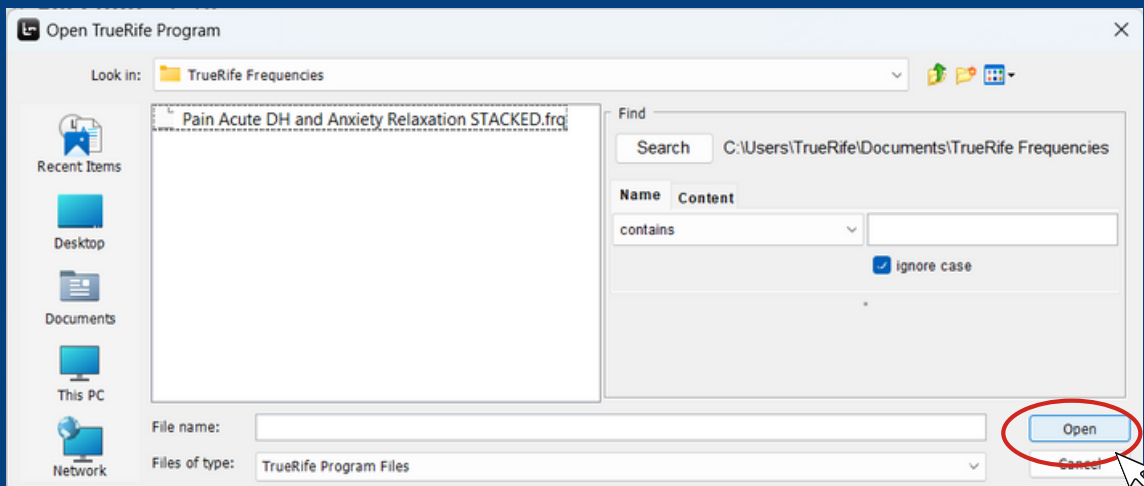 Open TrueRife Program
Look in:
TrueRife Frequencies
Recent Items
Desktop
Documents
This PC
Network
Pain Acute DH and Anxiety Relaxation STACKED.frq
Find
Search
C:\Users\TrueRife\Documents\TrueRife Frequencies
Name
Content
contains
ignore case
File name:
Open
Files of type:
TrueRife Program Files
Cancel